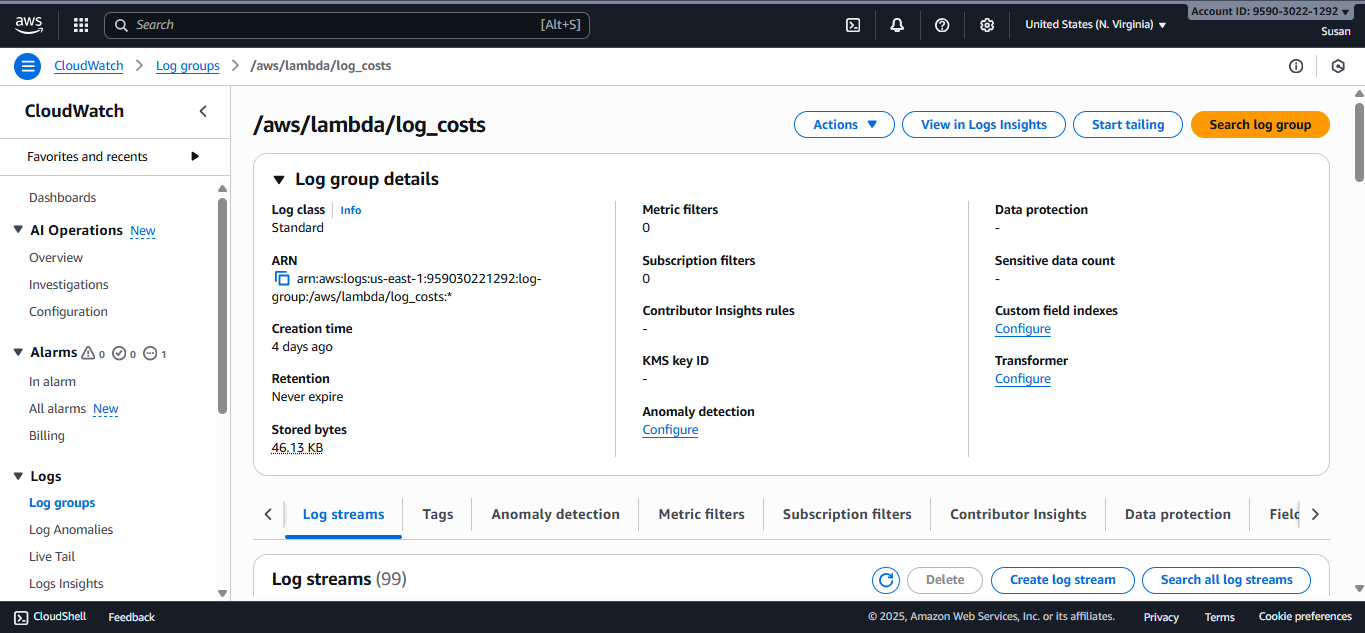 aws
Search
[Alt+S]
United States (N. Virginia)
Account ID: 9590-3022-1292
Susan
CloudWatch
Log groups
/aws/lambda/log_costs
CloudWatch
Favorites and recents
Dashboards
AI Operations New
Overview
Investigations
Configuration
Alarms 0 0 1
In alarm
All alarms New
Billing
Logs
Log groups
Log Anomalies
Live Tail
Logs Insights
/aws/lambda/log_costs
Actions
View in Logs Insights
Start tailing
Search log group
Log group details
Log class Info
Standard
ARN
arn:aws:logs:us-east-1:959030221292:log-
group:/aws/lambda/log_costs:*
Creation time
4 days ago
Retention
Never expire
Stored bytes
46.13 KB
Metric filters
0
Subscription filters
0
Contributor Insights rules
-
KMS key ID
-
Anomaly detection
Configure
Data protection
-
Sensitive data count
-
Custom field indexes
Configure
Transformer
Configure
Log streams
Tags
Anomaly detection
Metric filters
Subscription filters
Contributor Insights
Data protection
Field
Log streams (99)
Delete
Create log stream
Search all log streams
CloudShell
Feedback
© 2025, Amazon Web Services, Inc. or its affiliates.
Privacy
Terms
Cookie preferences